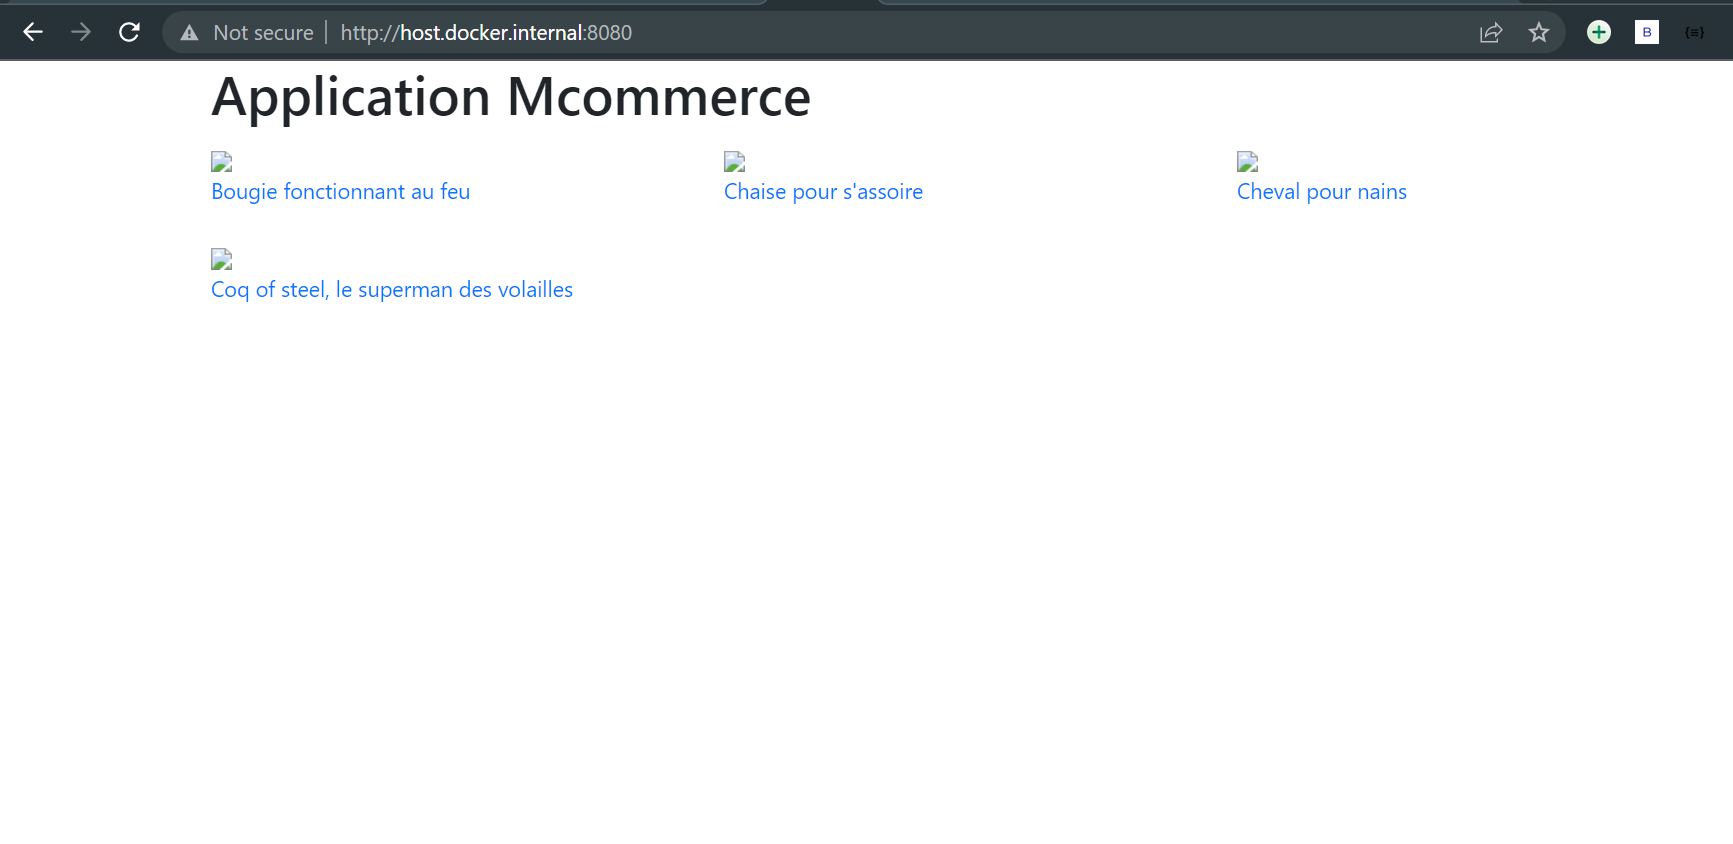 Not secure | http://host.docker.internal:8080
B
{≡}
Application Mcommerce
Bougie fonctionnant au feu
Chaise pour s'assoire
Cheval pour nains
Coq of steel, le superman des volailles